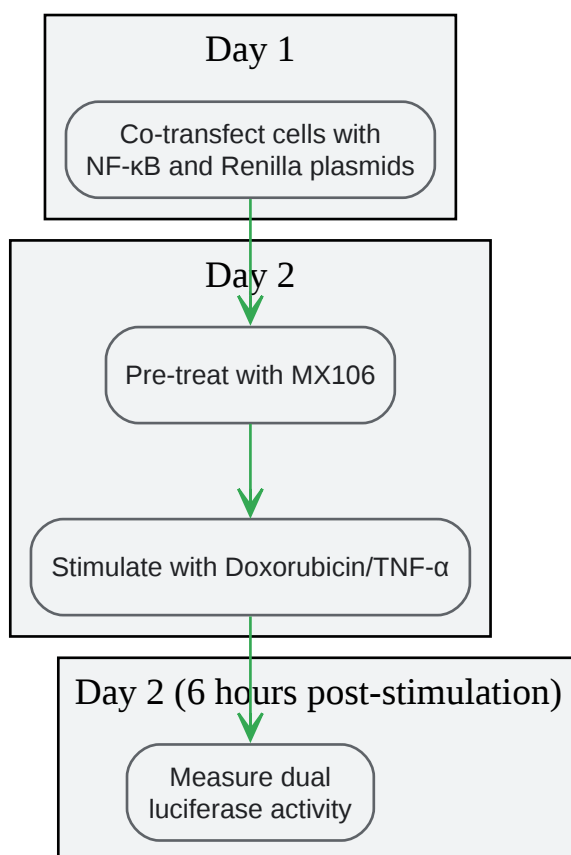 Day 1
Co-transfect cells with
NF-κB and Renilla plasmids
Day 2
Pre-treat with MX106
Stimulate with Doxorubicin/TNF-α
Day 2 (6 hours post-stimulation)
Measure dual
luciferase activity